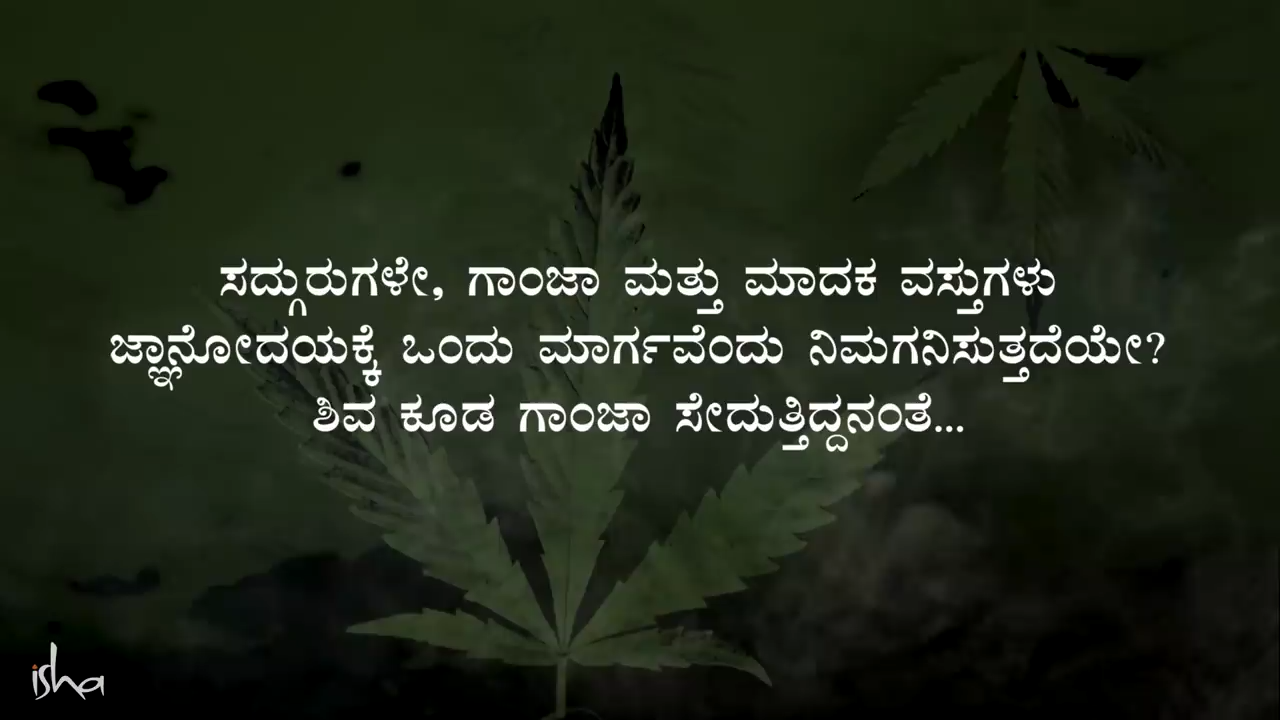 ಸದ್ಗುರುಗಳೇ, ಗಾಂಜಾ ಮತ್ತು ಮಾದಕ ವಸ್ತುಗಳು
ಜ್ಞಾನೋದಯಕ್ಕೆ ಒಂದು ಮಾರ್ಗವೆಂದು ನಿಮಗನಿಸುತ್ತದೆಯೇ?
ಶಿವ ಕೂಡ ಗಾಂಜಾ ಸೇದುತ್ತಿದ್ದನಂತೆ...
isha